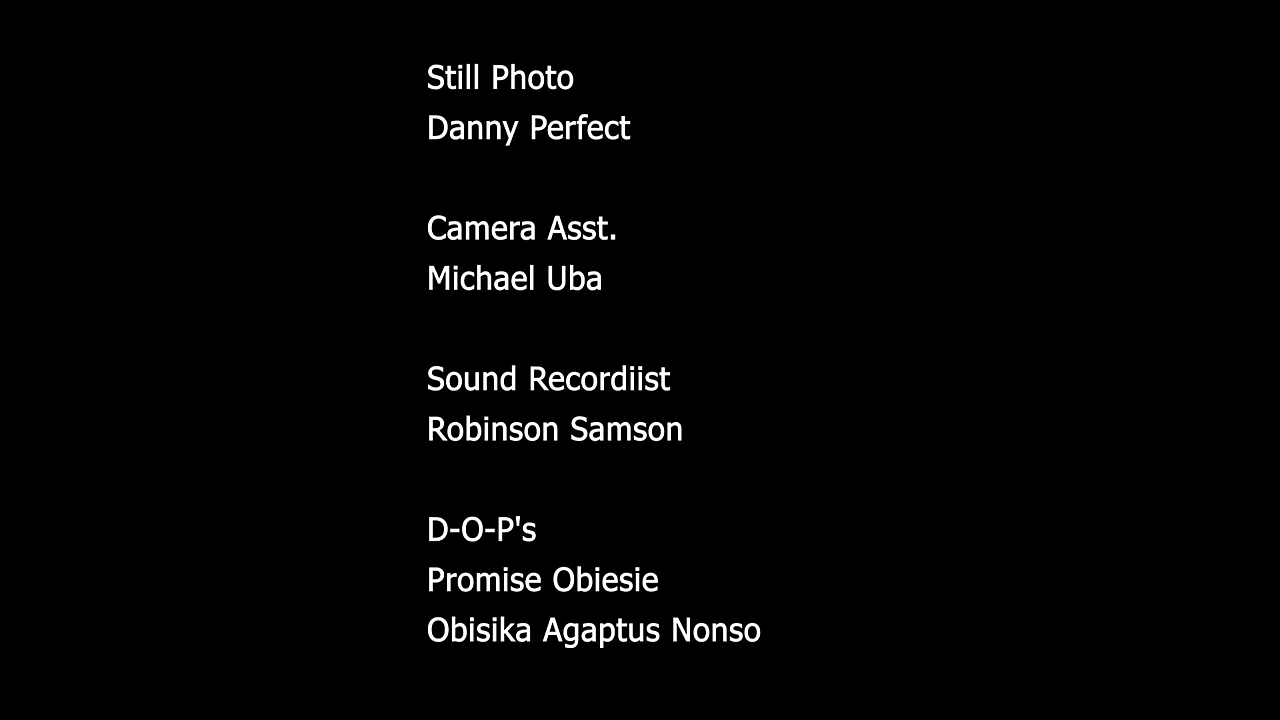 Still Photo
Danny Perfect
Camera Asst.
Michael Uba
Sound Recordiist
Robinson Samson
D-O-P's
Promise Obiesie
Obisika Agaptus Nonso